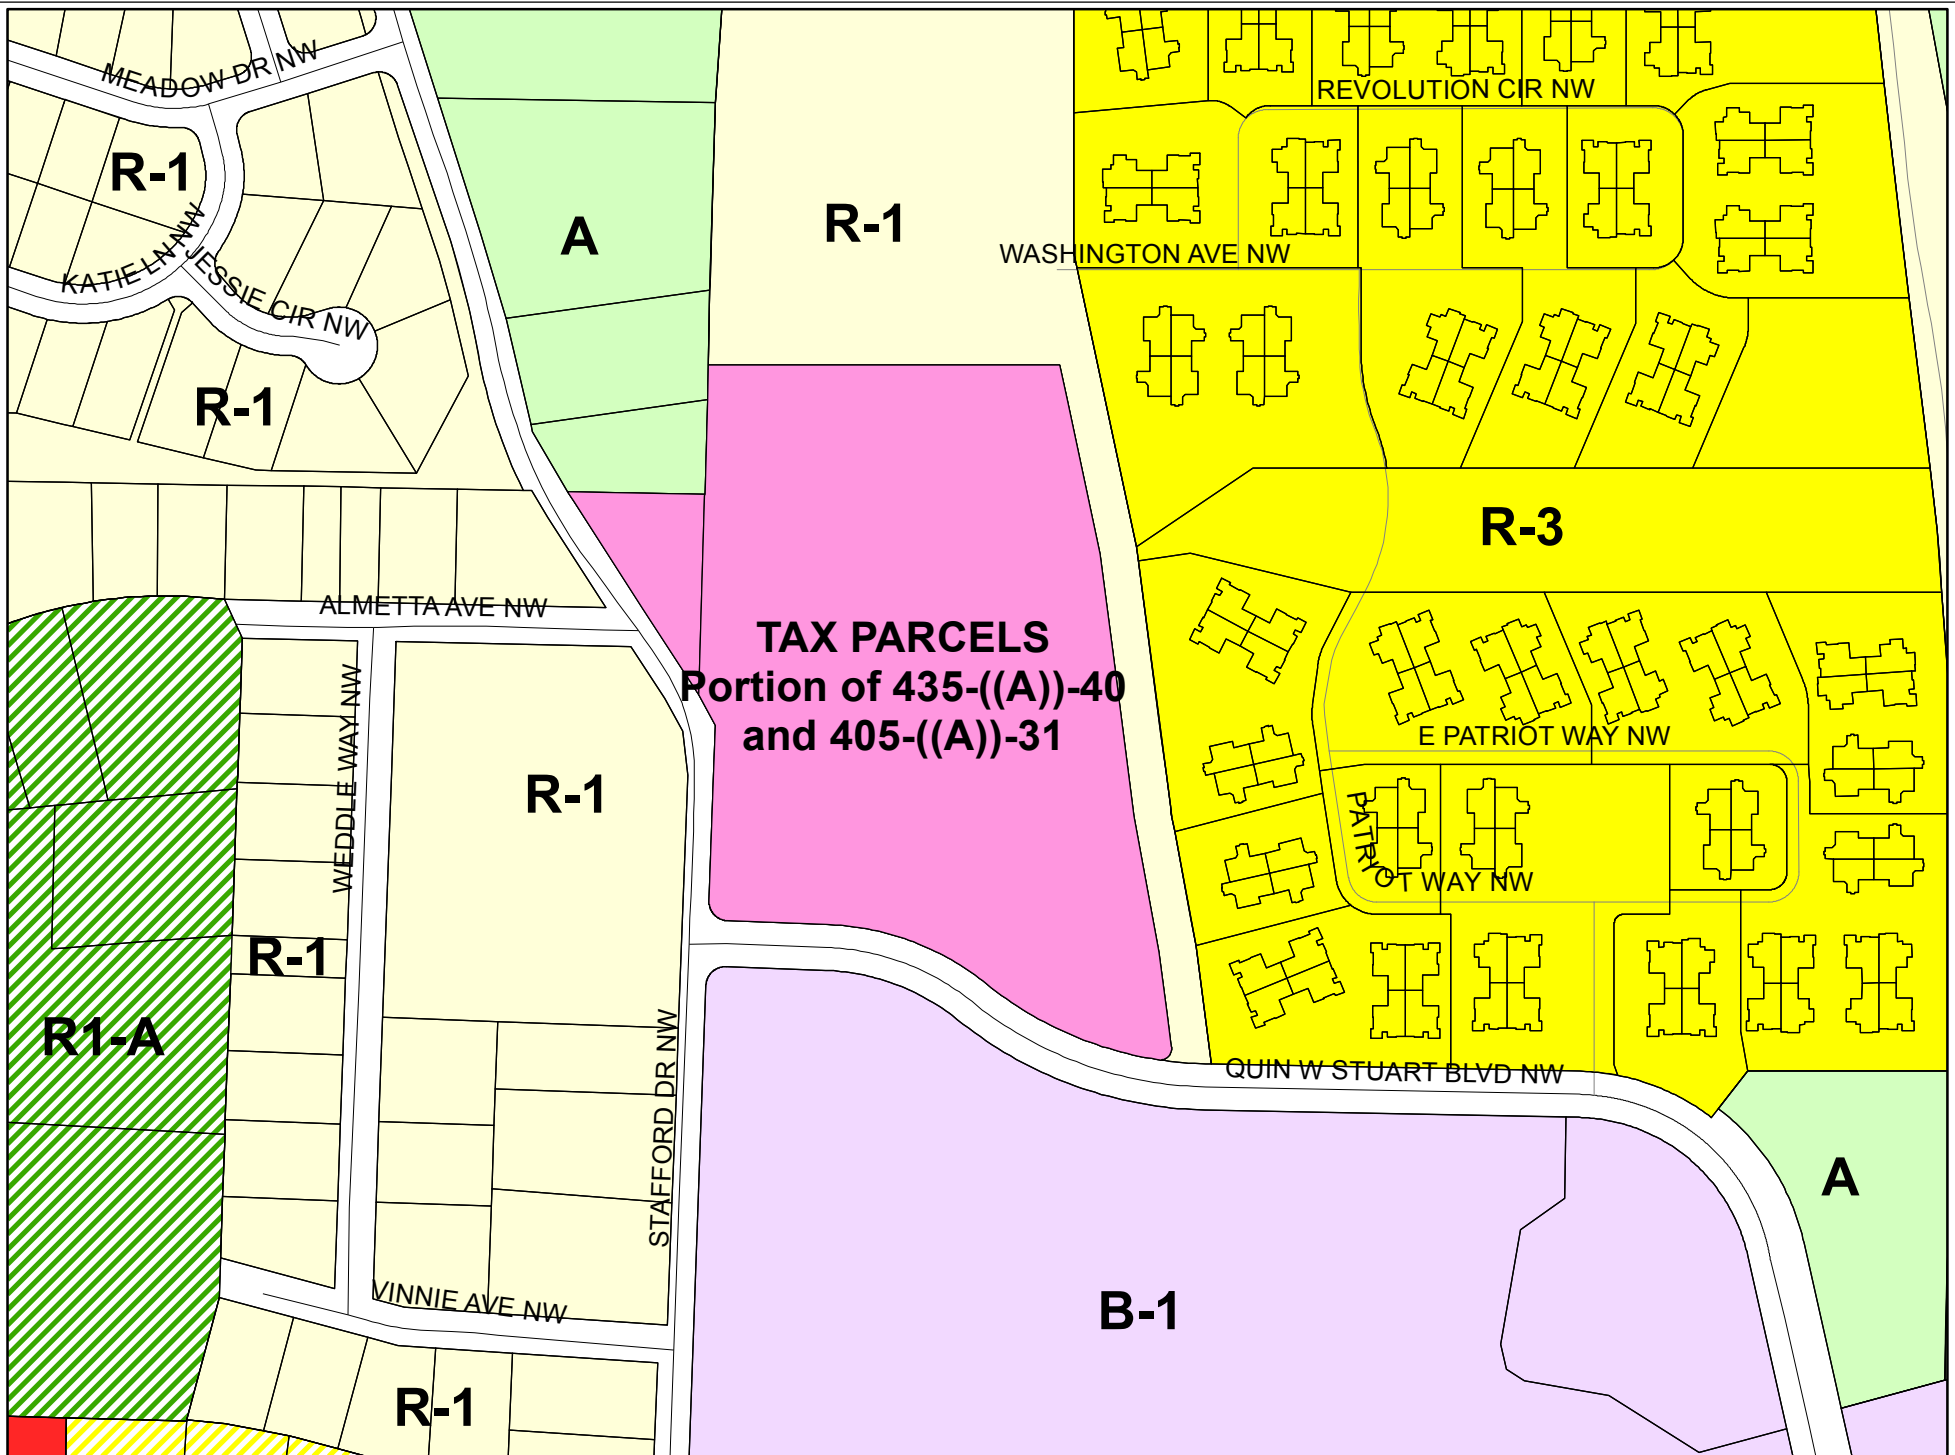 MEADOW DR NW
REVOLUTION CIR NW
R-1
A
R-1
KATIE LN NW
WASHINGTON AVE NW
JESSIE CIR NW
R-1
R-3
ALMETTA AVE NW
TAX PARCELS
Portion of 435-((A))-40
and 405-((A))-31
WEDDLE WAY NW
E PATRIOT WAY NW
R-1
PATRIOT WAY NW
R-1
R1-A
STAFFORD DR NW
QUIN W STUART BLVD NW
A
VINNIE AVE NW
B-1
R-1